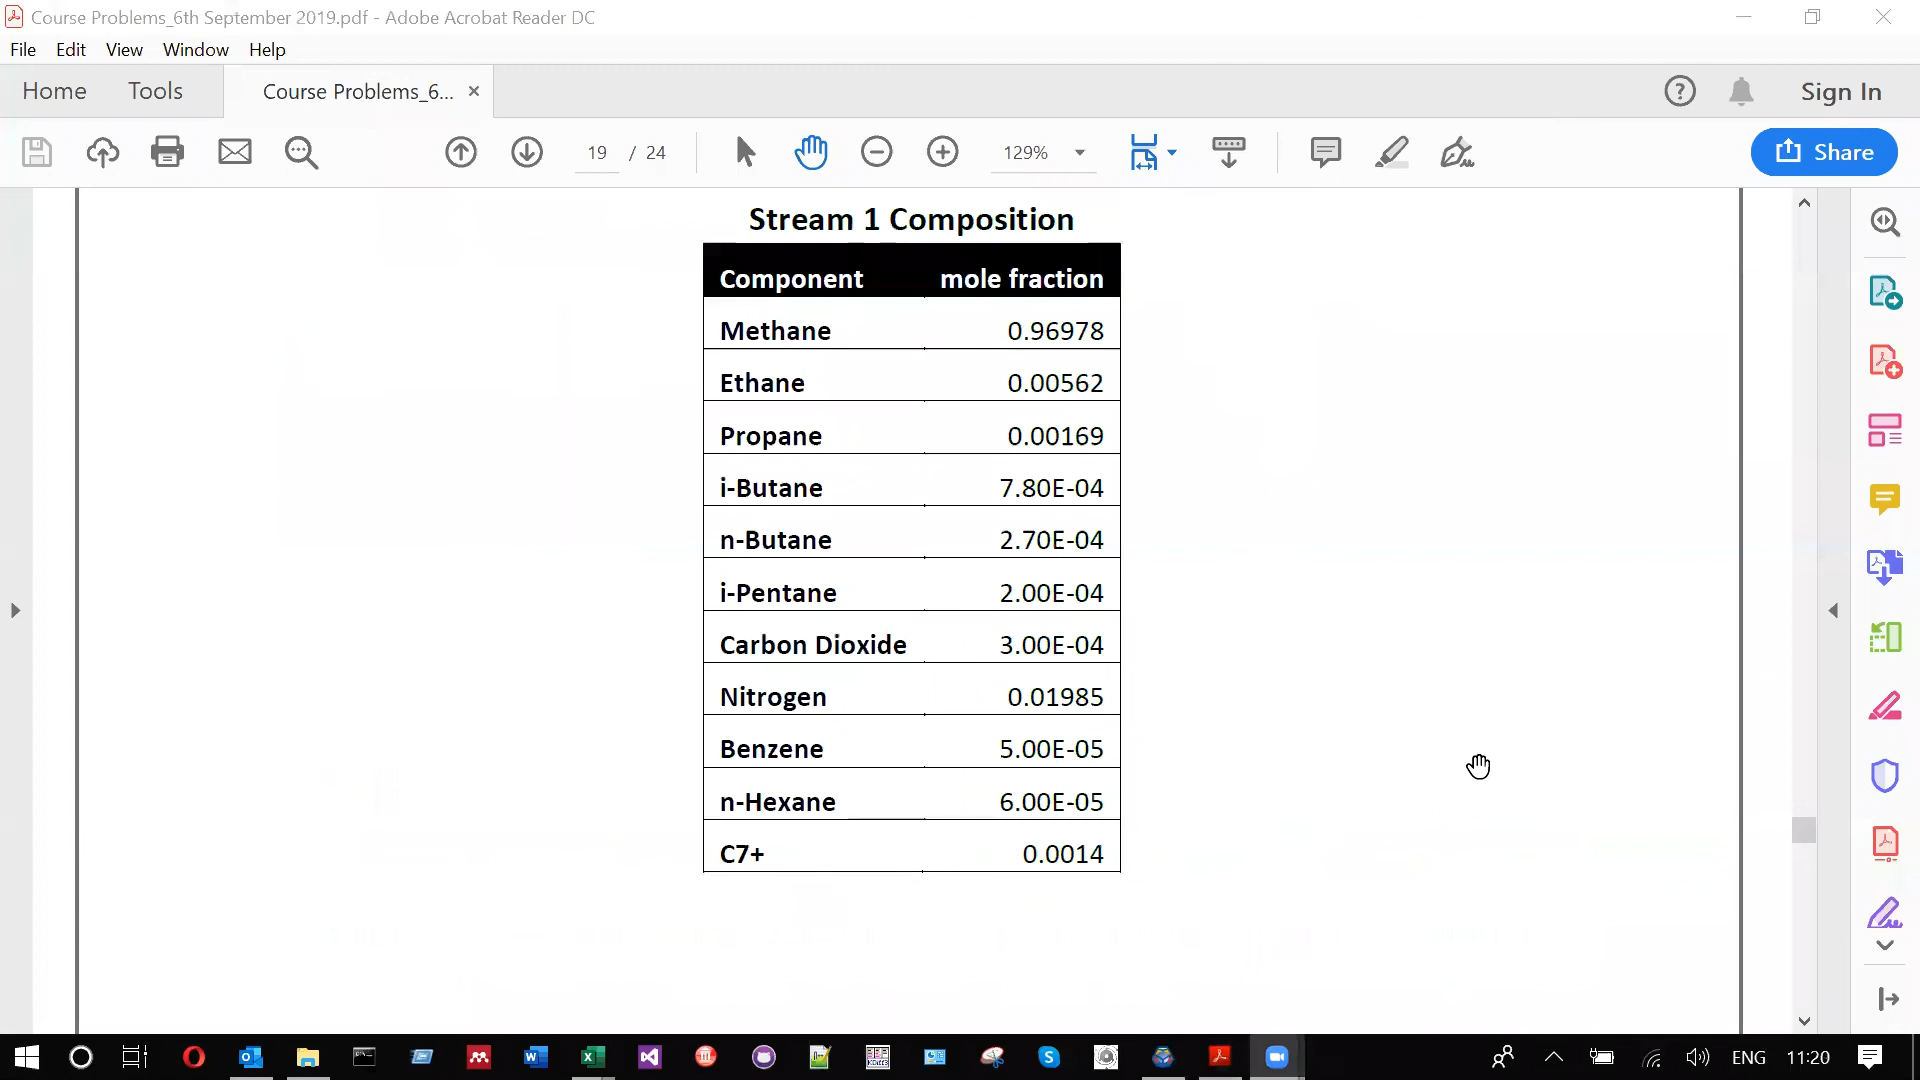 Course Problems_6th September 2019.pdf - Adobe Acrobat Reader DC
File Edit View Window Help
Home Tools Course Problems_6... × Sign In
19 / 24 129% Share
Stream 1 Composition
Component mole fraction
Methane 0.96978
Ethane 0.00562
Propane 0.00169
i-Butane 7.80E-04
n-Butane 2.70E-04
i-Pentane 2.00E-04
Carbon Dioxide 3.00E-04
Nitrogen 0.01985
Benzene 5.00E-05
n-Hexane 6.00E-05
C7+ 0.0014
ENG 11:20